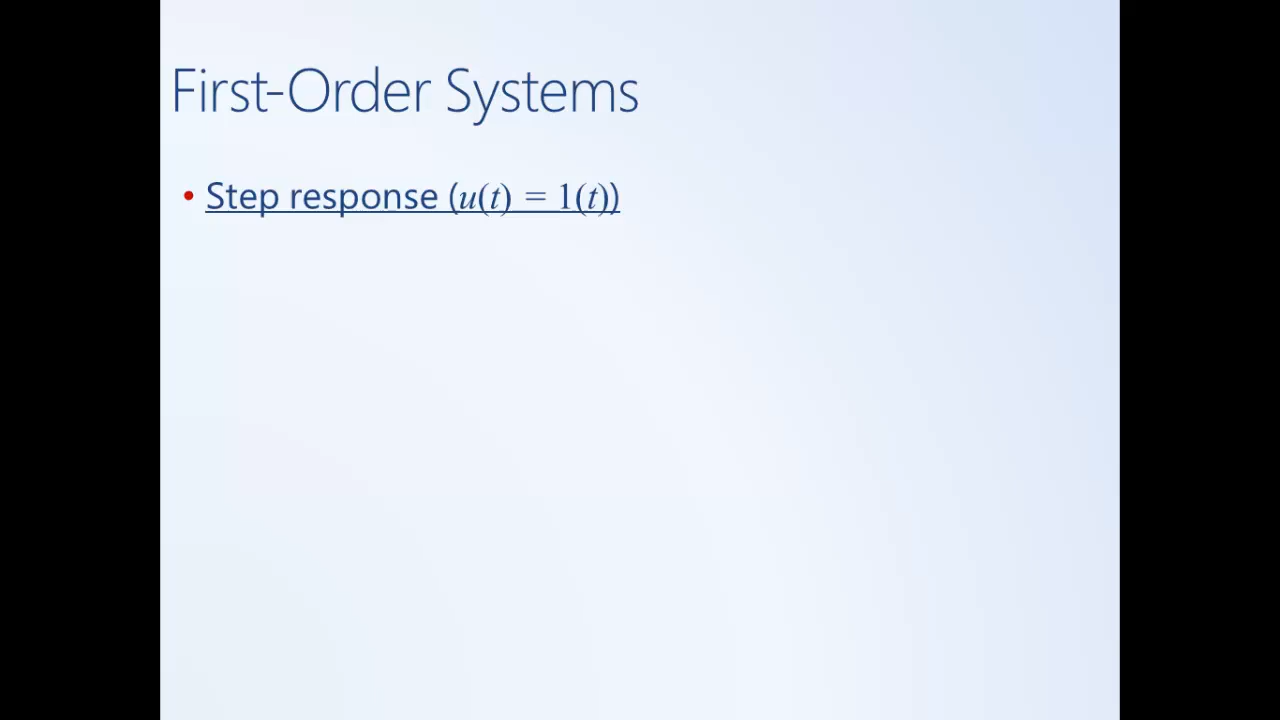 First-Order Systems
• Step response (u(t) = 1(t))